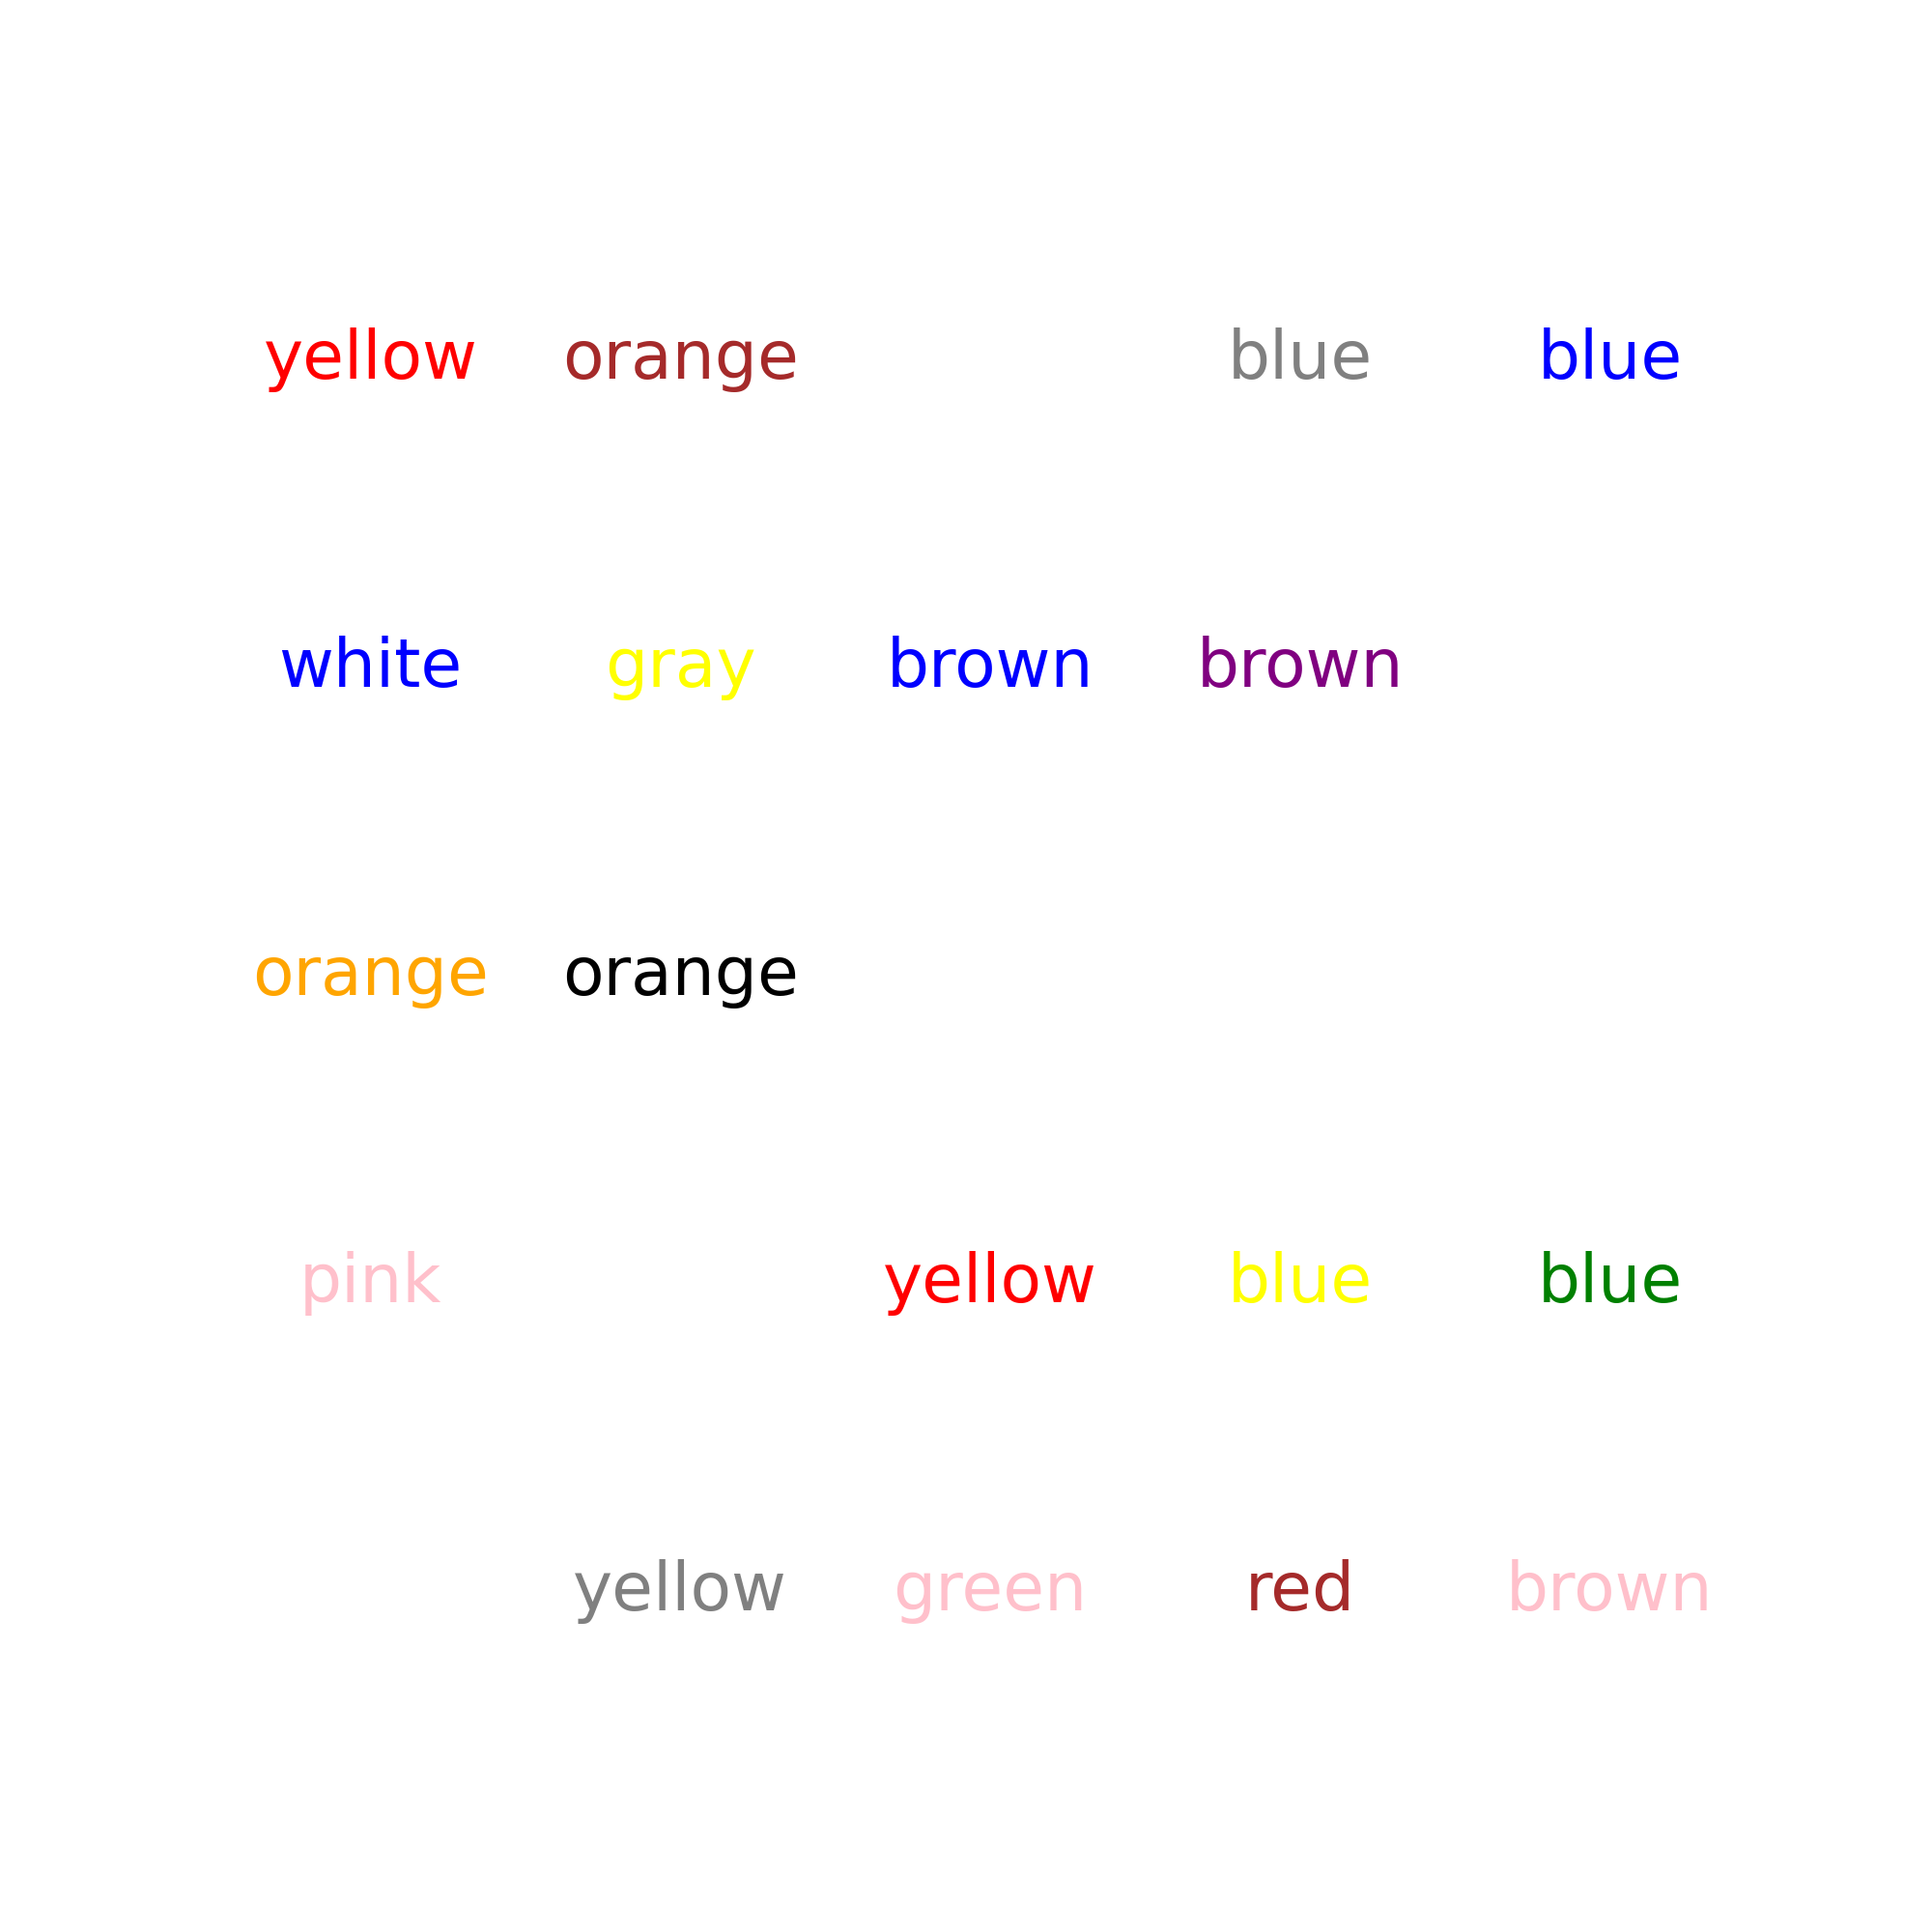 yellow orange blue blue
white gray brown brown
orange orange
pink yellow blue blue
yellow green red brown